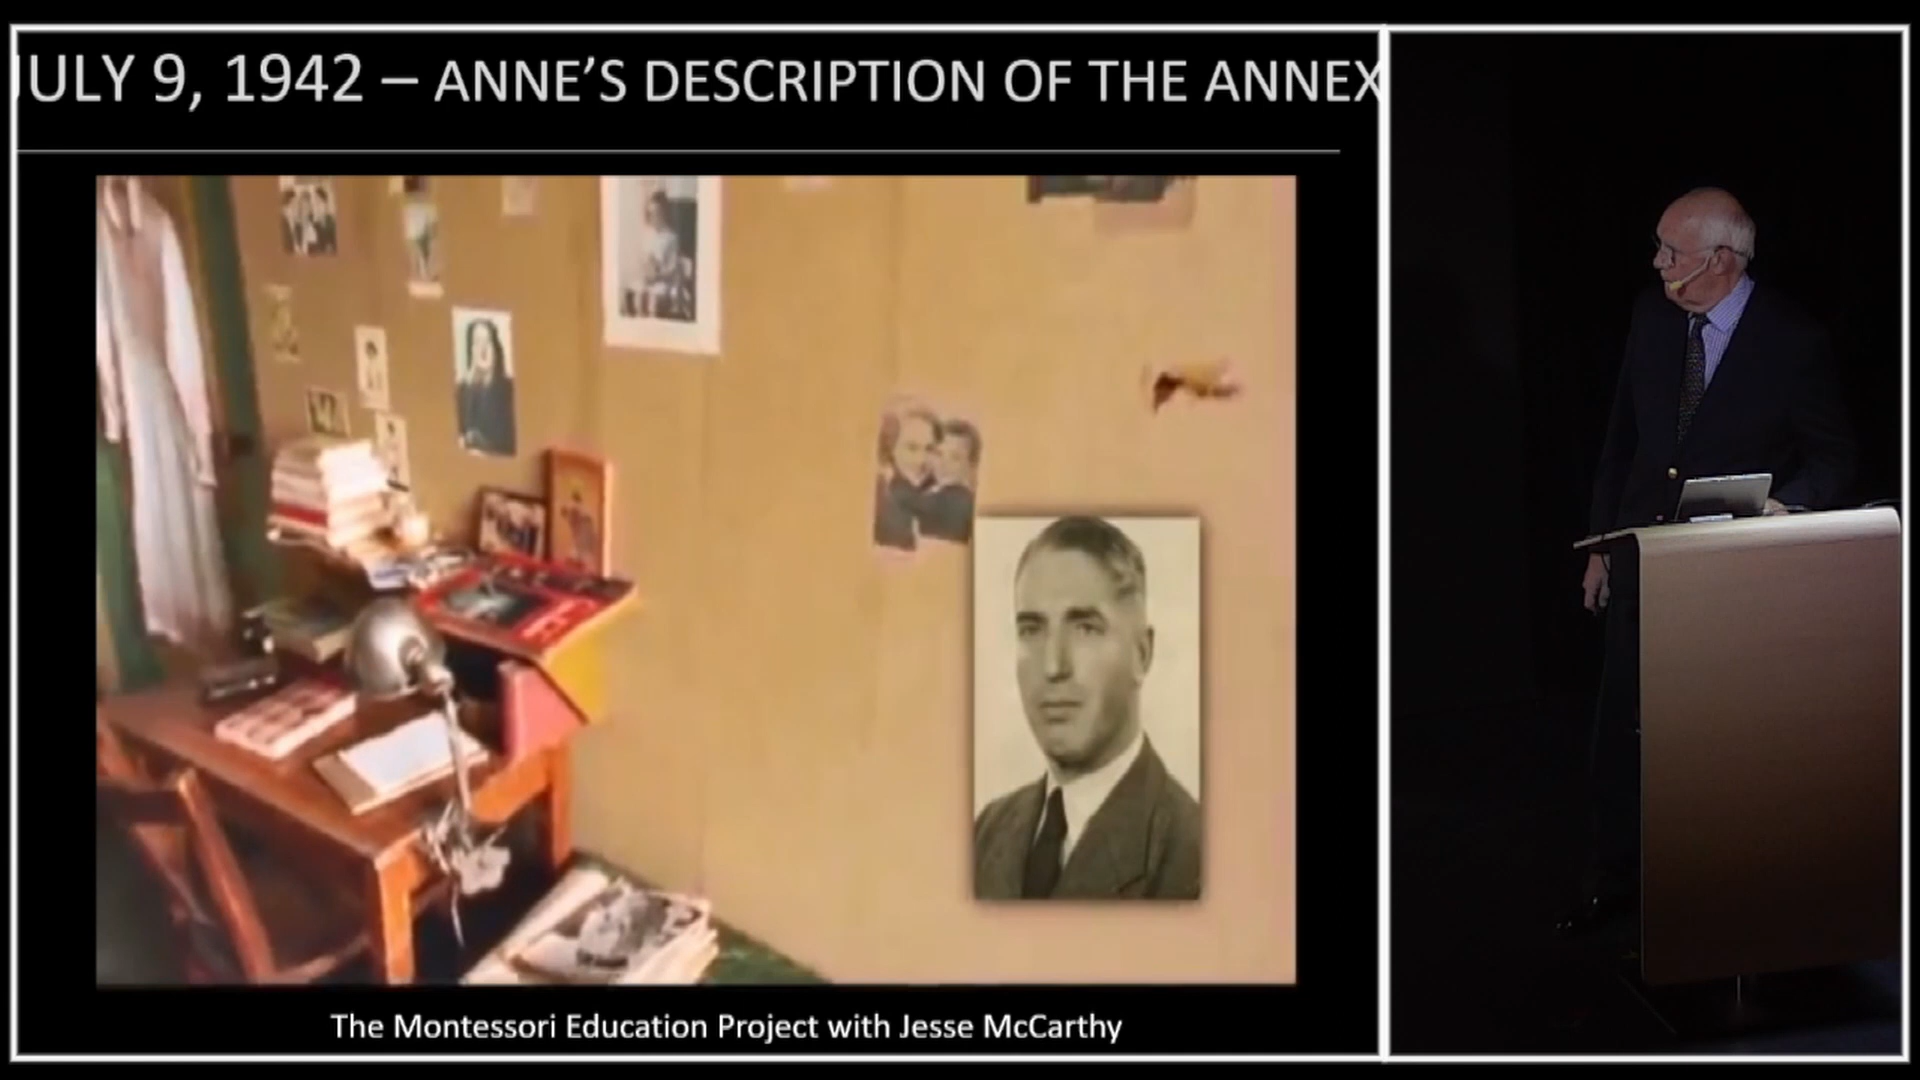 JULY 9, 1942 – ANNE'S DESCRIPTION OF THE ANNEX
The Montessori Education Project with Jesse McCarthy